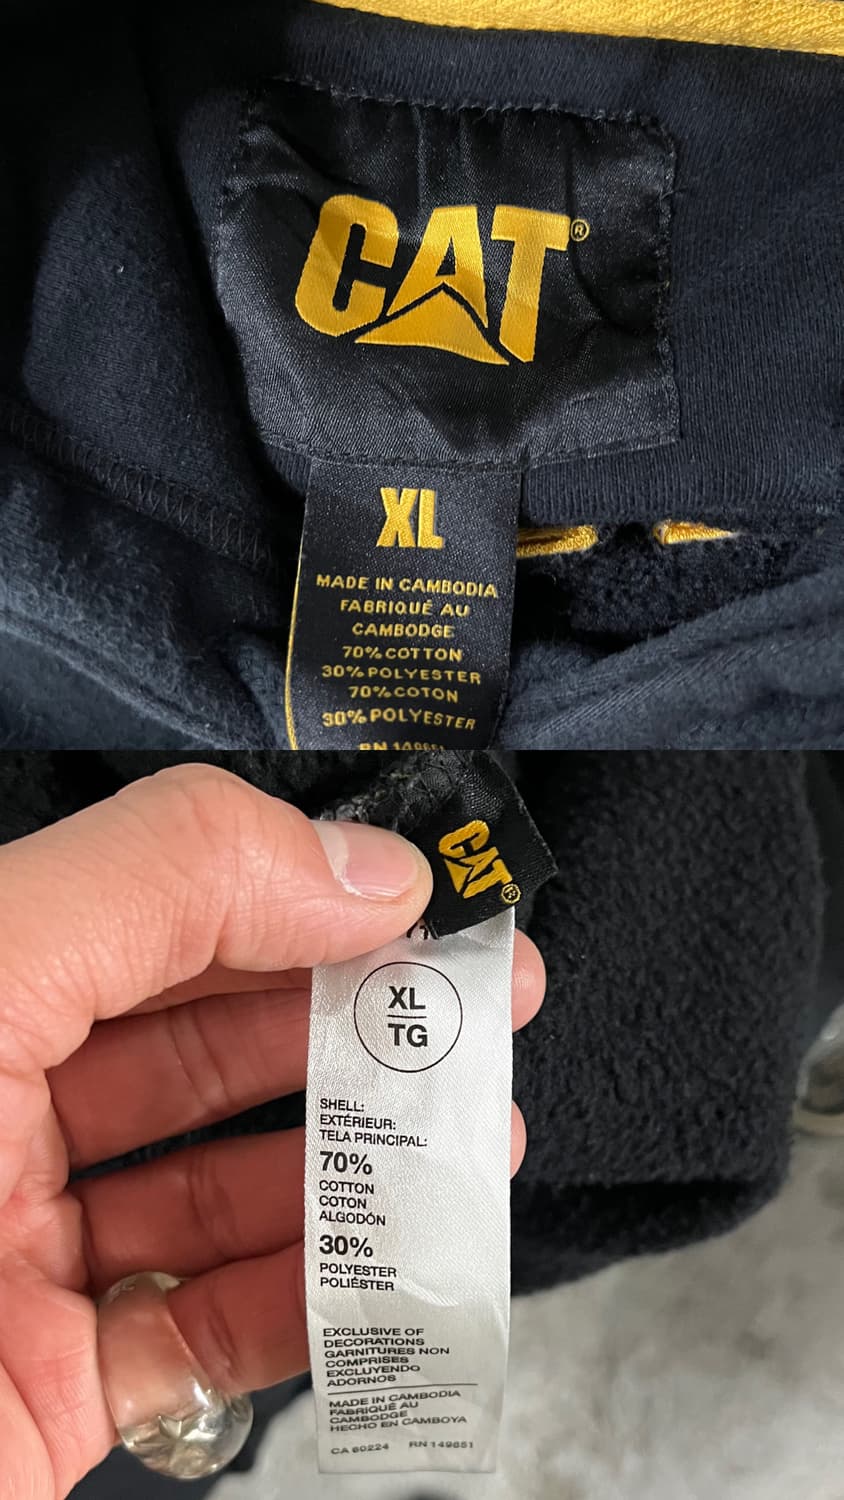 CAT®
XL
MADE IN CAMBODIA
FABRIQUÉ AU
CAMBODGE
70% COTTON
30% POLYESTER
70% COTON
30% POLYESTER
RN 149851
CAT®
XL
TG
SHELL:
EXTÉRIEUR:
TELA PRINCIPAL:
70%
COTTON
COTON
ALGODÓN
30%
POLYESTER
POLIÉSTER
EXCLUSIVE OF
DECORATIONS
GARNITURES NON
COMPRISES
EXCLUYENDO
ADORNOS
MADE IN CAMBODIA
FABRIQUÉ AU
CAMBODGE
HECHO EN CAMBOYA
CA 60224 RN 149851